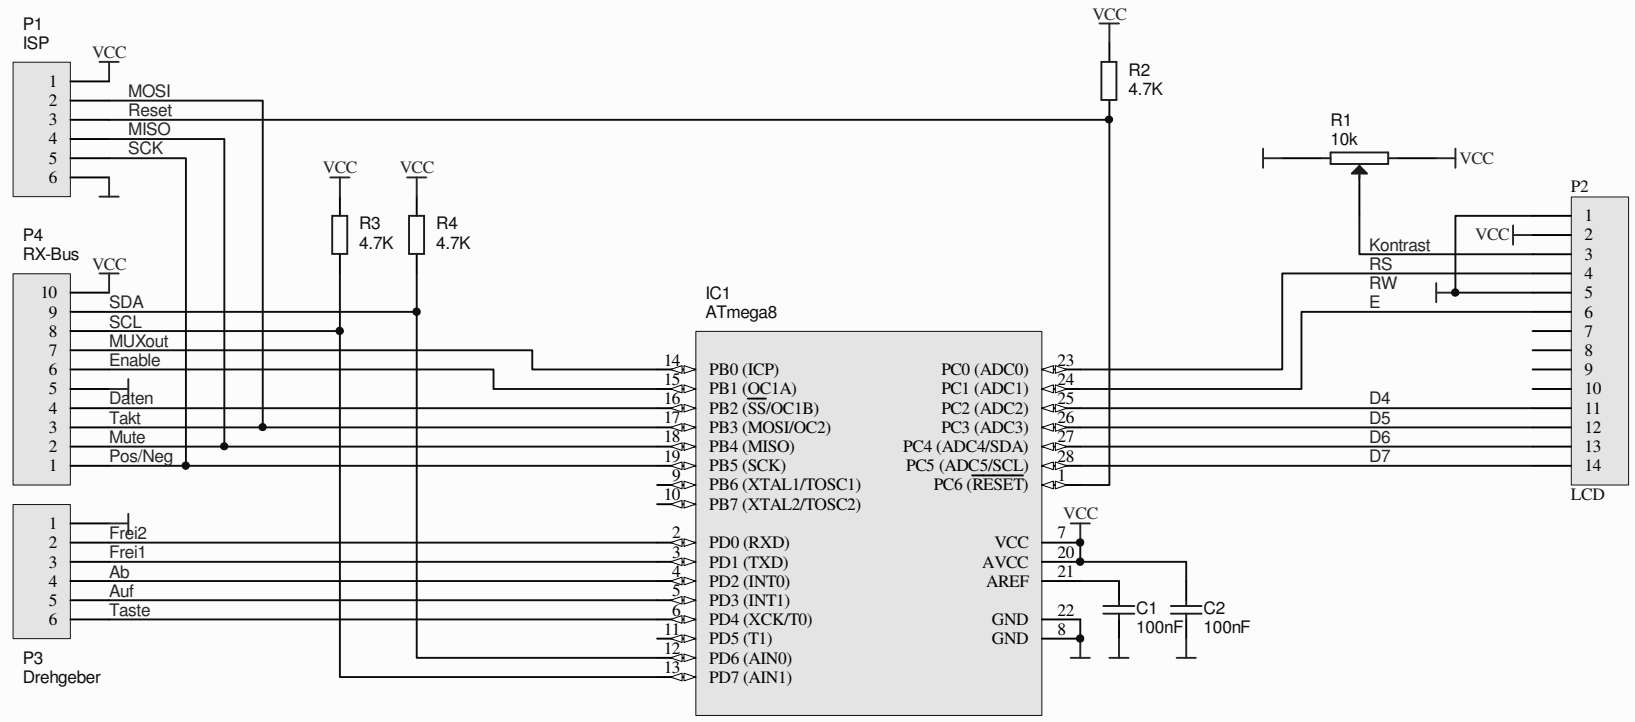 P1
ISP
VCC
1
2 MOSI
3 Reset
4 MISO
5 SCK
6
P4
RX-Bus
VCC
10
9 SDA
8 SCL
7 MUXout
6 Enable
5
4 Daten
3 Takt
2 Mute
1 Pos/Neg
1
2 Frei2
3 Frei1
4 Ab
5 Auf
6 Taste
P3
Drehgeber
VCC
R3
4.7K
VCC
R4
4.7K
VCC
R2
4.7K
IC1
ATmega8
14 PB0 (ICP)
15 PB1 (OC1A)
16 PB2 (SS/OC1B)
17 PB3 (MOSI/OC2)
18 PB4 (MISO)
19 PB5 (SCK)
9 PB6 (XTAL1/TOSC1)
10 PB7 (XTAL2/TOSC2)
2 PD0 (RXD)
3 PD1 (TXD)
4 PD2 (INT0)
5 PD3 (INT1)
6 PD4 (XCK/T0)
11 PD5 (T1)
12 PD6 (AIN0)
13 PD7 (AIN1)
PC0 (ADC0) 23
PC1 (ADC1) 24
PC2 (ADC2) 25
PC3 (ADC3) 26
PC4 (ADC4/SDA) 27
PC5 (ADC5/SCL) 28
PC6 (RESET) 1
VCC
VCC 7
AVCC 20
AREF 21
GND 22
GND 8
C1
100nF
C2
100nF
R1
10k
VCC
P2
1
VCC 2
Kontrast 3
RS 4
RW 5
E 6
7
8
9
10
D4 11
D5 12
D6 13
D7 14
LCD